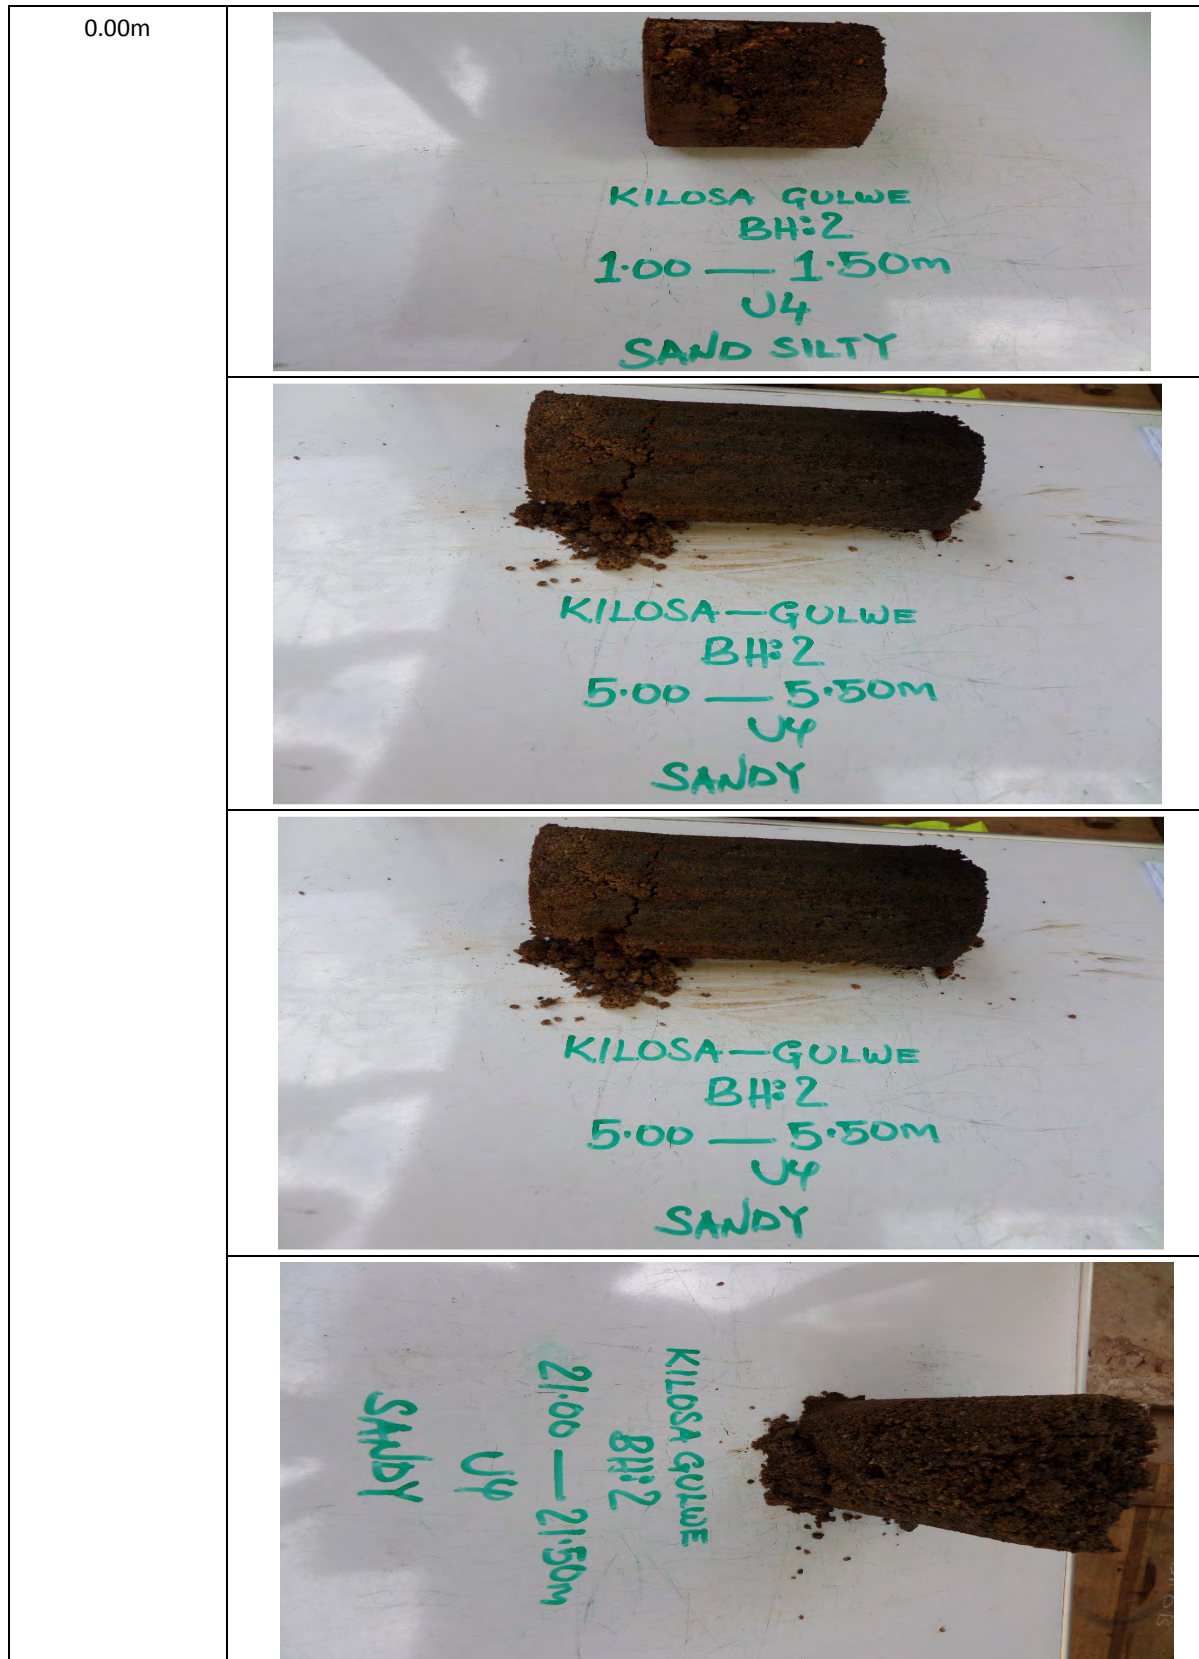 0.00m
KILOSA GULWE
BH:2
1.00 — 1.50m
U4
SAND SILTY
KILOSA—GULWE
BH:2
5.00 — 5.50m
U4
SANDY
KILOSA—GULWE
BH:2
5.00 — 5.50m
U4
SANDY
KILOSA GULWE
BH:2
21.00 — 21.50m
U4
SANDY